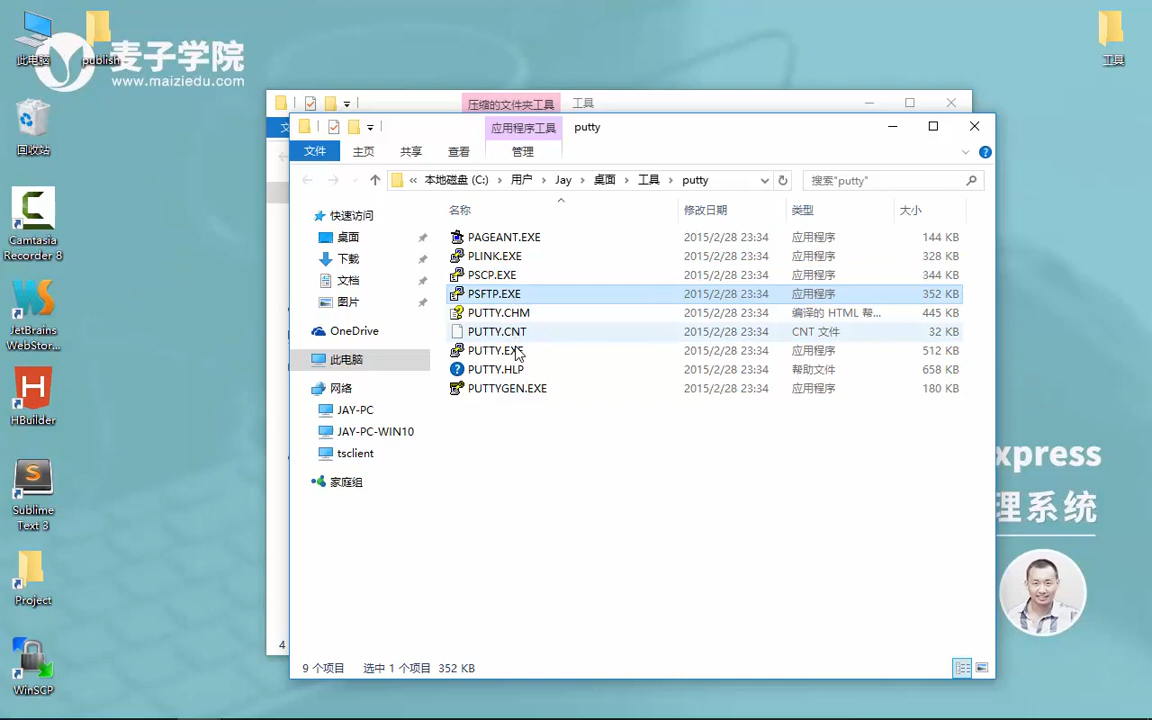 此电脑
publish
麦子学院
www.maiziedu.com
工具
回收站
Camtasia
Recorder 8
JetBrains
WebStor...
HBuilder
Sublime
Text 3
Project
WinSCP
压缩的文件夹工具
工具
应用程序工具
putty
文件
主页
共享
查看
管理
« 本地磁盘 (C:) › 用户 › Jay › 桌面 › 工具 › putty
搜索"putty"
名称 修改日期 类型 大小
快速访问
桌面
下载
文档
图片
OneDrive
此电脑
网络
JAY-PC
JAY-PC-WIN10
tsclient
家庭组
PAGEANT.EXE 2015/2/28 23:34 应用程序 144 KB
PLINK.EXE 2015/2/28 23:34 应用程序 328 KB
PSCP.EXE 2015/2/28 23:34 应用程序 344 KB
PSFTP.EXE 2015/2/28 23:34 应用程序 352 KB
PUTTY.CHM 2015/2/28 23:34 编译的 HTML 帮... 445 KB
PUTTY.CNT 2015/2/28 23:34 CNT 文件 32 KB
PUTTY.EXE 2015/2/28 23:34 应用程序 512 KB
PUTTY.HLP 2015/2/28 23:34 帮助文件 658 KB
PUTTYGEN.EXE 2015/2/28 23:34 应用程序 180 KB
xpress
理系统
4
9 个项目 选中 1 个项目 352 KB